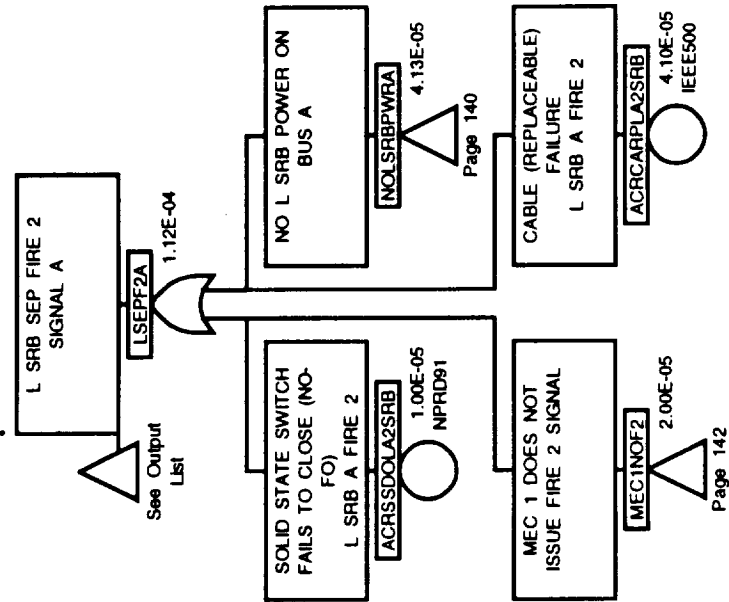 L SRB SEP FIRE 2
SIGNAL A
LSEPF2A
1.12E-04
See Output
List
SOLID STATE SWITCH
FAILS TO CLOSE (NO-
FO)
L SRB A FIRE 2
ACRSSDOLA2SRB
1.00E-05
NPRD91
NO L SRB POWER ON
BUS A
NOLSRBPWRA
4.13E-05
Page 140
MEC 1 DOES NOT
ISSUE FIRE 2 SIGNAL
MEC1NOF2
2.00E-05
Page 142
CABLE (REPLACEABLE)
FAILURE
L SRB A FIRE 2
ACRCARPLA2SRB
4.10E-05
IEEE500